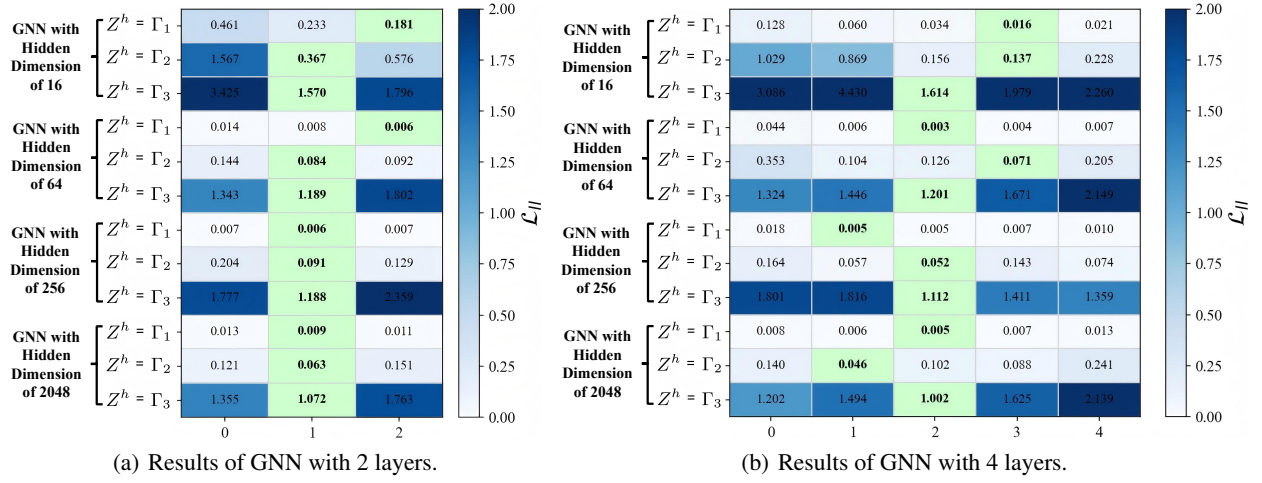 GNN with Hidden Dimension of 16
Z^h = Γ_1 0.461 0.233 0.181
Z^h = Γ_2 1.567 0.367 0.576
Z^h = Γ_3 3.425 1.570 1.796
GNN with Hidden Dimension of 64
Z^h = Γ_1 0.014 0.008 0.006
Z^h = Γ_2 0.144 0.084 0.092
Z^h = Γ_3 1.343 1.189 1.802
GNN with Hidden Dimension of 256
Z^h = Γ_1 0.007 0.006 0.007
Z^h = Γ_2 0.204 0.091 0.129
Z^h = Γ_3 1.777 1.188 2.359
GNN with Hidden Dimension of 2048
Z^h = Γ_1 0.013 0.009 0.011
Z^h = Γ_2 0.121 0.063 0.151
Z^h = Γ_3 1.355 1.072 1.763
0 1 2
2.00
1.75
1.50
1.25
1.00
0.75
0.50
0.25
0.00
𝓛_||
(a) Results of GNN with 2 layers.
GNN with Hidden Dimension of 16
Z^h = Γ_1 0.128 0.060 0.034 0.016 0.021
Z^h = Γ_2 1.029 0.869 0.156 0.137 0.228
Z^h = Γ_3 3.086 4.430 1.614 1.979 2.260
GNN with Hidden Dimension of 64
Z^h = Γ_1 0.044 0.006 0.003 0.004 0.007
Z^h = Γ_2 0.353 0.104 0.126 0.071 0.205
Z^h = Γ_3 1.324 1.446 1.201 1.671 2.149
GNN with Hidden Dimension of 256
Z^h = Γ_1 0.018 0.005 0.005 0.007 0.010
Z^h = Γ_2 0.164 0.057 0.052 0.143 0.074
Z^h = Γ_3 1.801 1.816 1.112 1.411 1.359
GNN with Hidden Dimension of 2048
Z^h = Γ_1 0.008 0.006 0.005 0.007 0.013
Z^h = Γ_2 0.140 0.046 0.102 0.088 0.241
Z^h = Γ_3 1.202 1.494 1.002 1.625 2.139
0 1 2 3 4
2.00
1.75
1.50
1.25
1.00
0.75
0.50
0.25
0.00
𝓛_||
(b) Results of GNN with 4 layers.